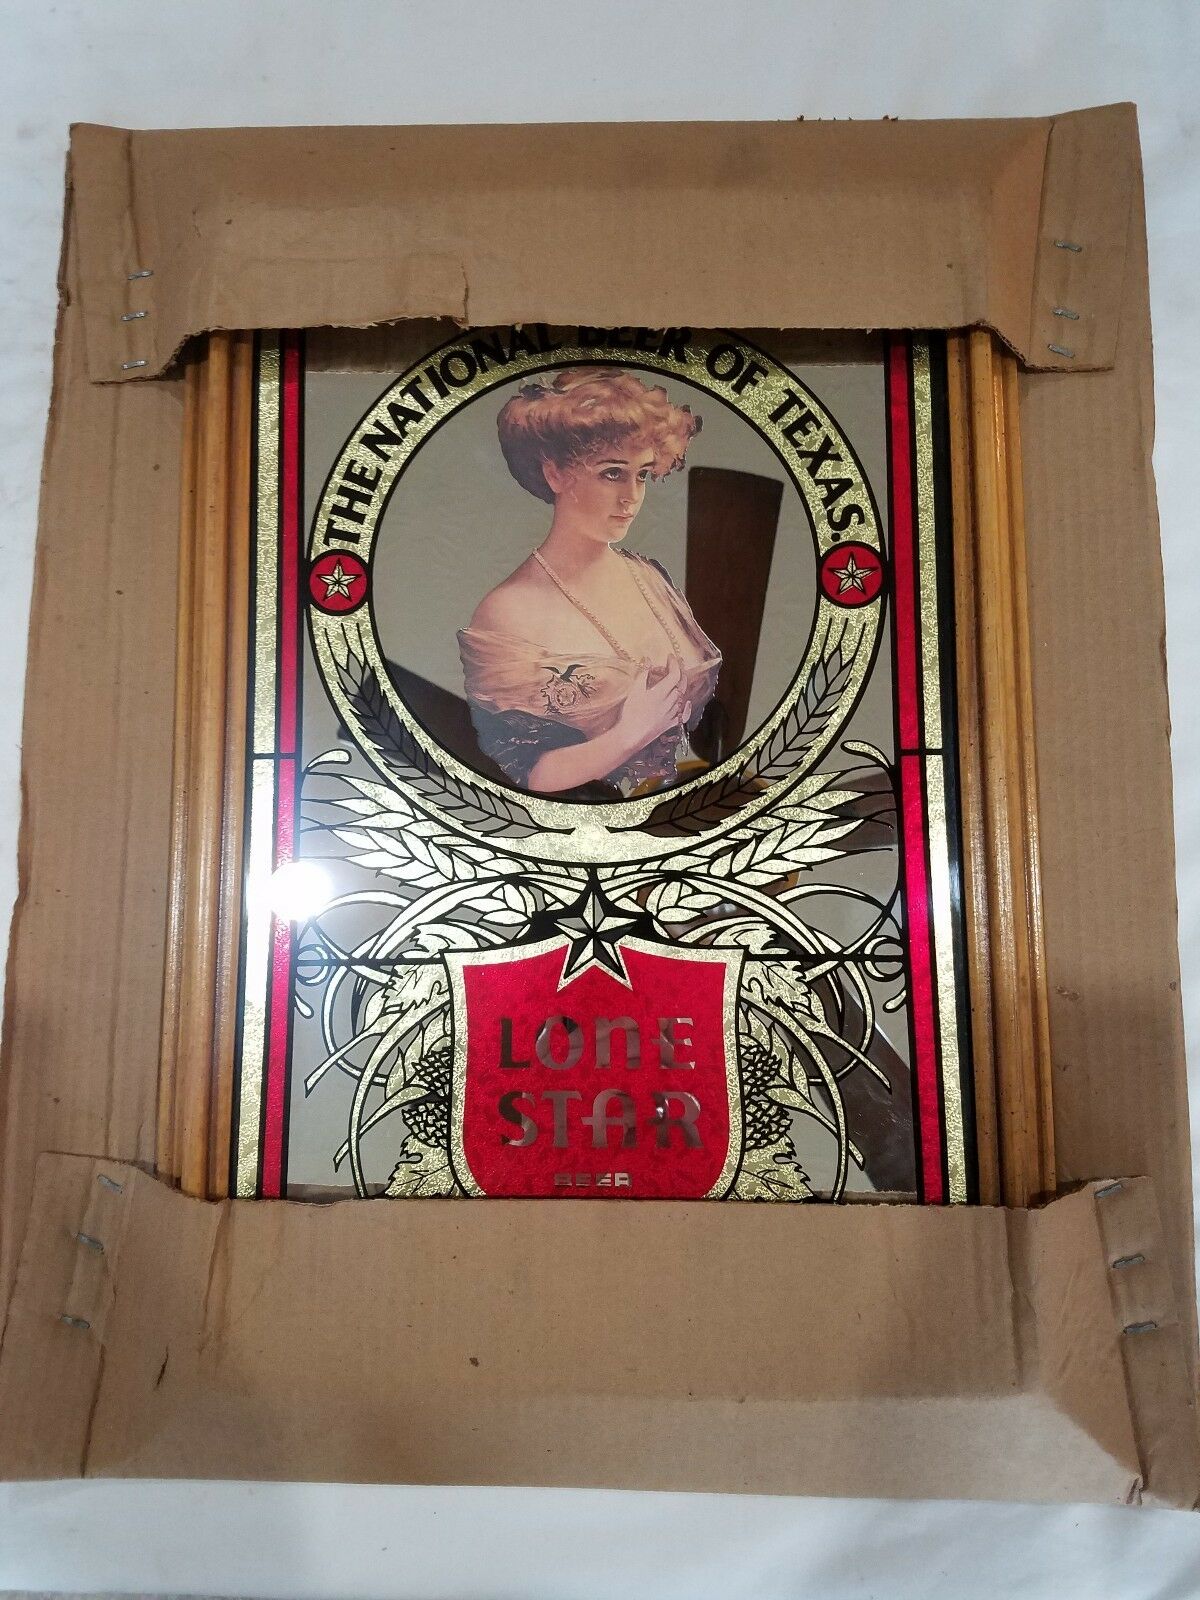 THE NATIONAL BEER OF TEXAS.
LONE
STAR
BEER